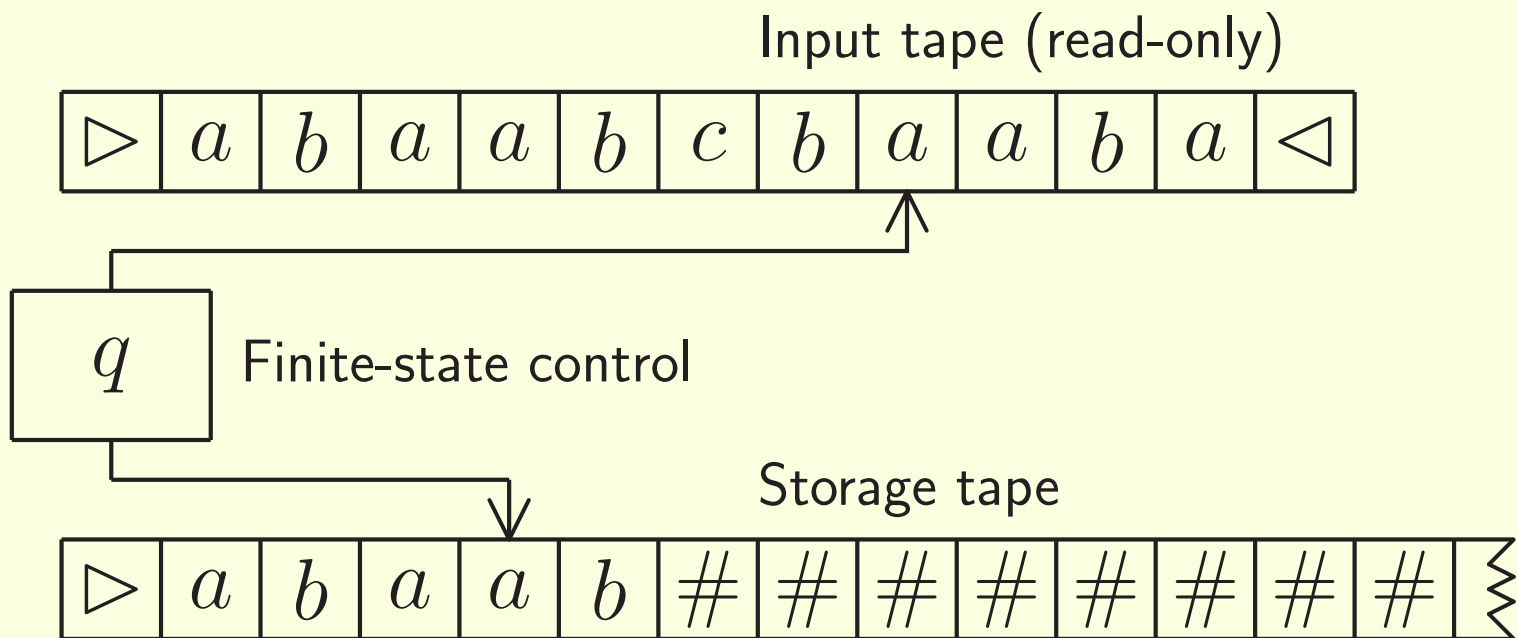 Input tape (read-only)
▷ a b a a b c b a a b a ◁
q Finite-state control
Storage tape
▷ a b a a b # # # # # # # #